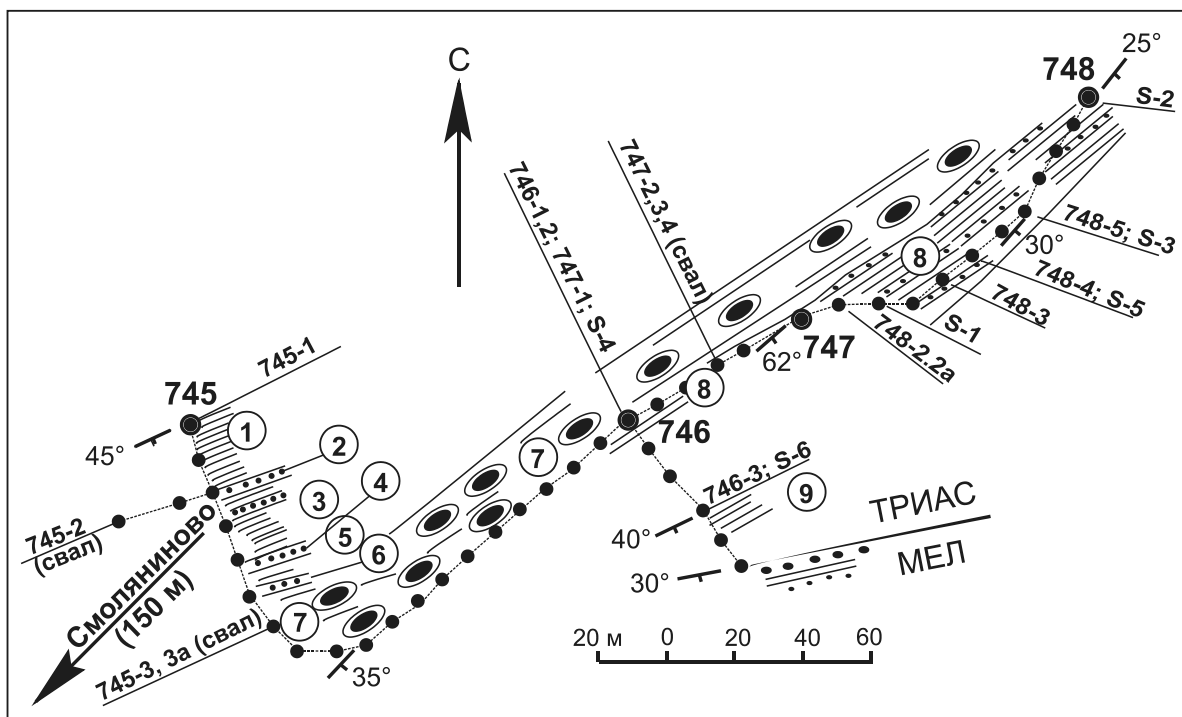 С
25°
748
S-2
746-1,2; 747-1; S-4
747-2,3,4 (свал)
748-5; S-3
30°
8
748-4; S-5
748-3
S-1
748-2.2а
747
62°
745-1
745
45°
1
2
3
4
5
6
7
8
746
7
746-3; S-6
9
40°
30°
ТРИАС
МЕЛ
745-2
(свал)
Смоляниново
(150 м)
745-3, 3а (свал)
35°
20 м 0 20 40 60